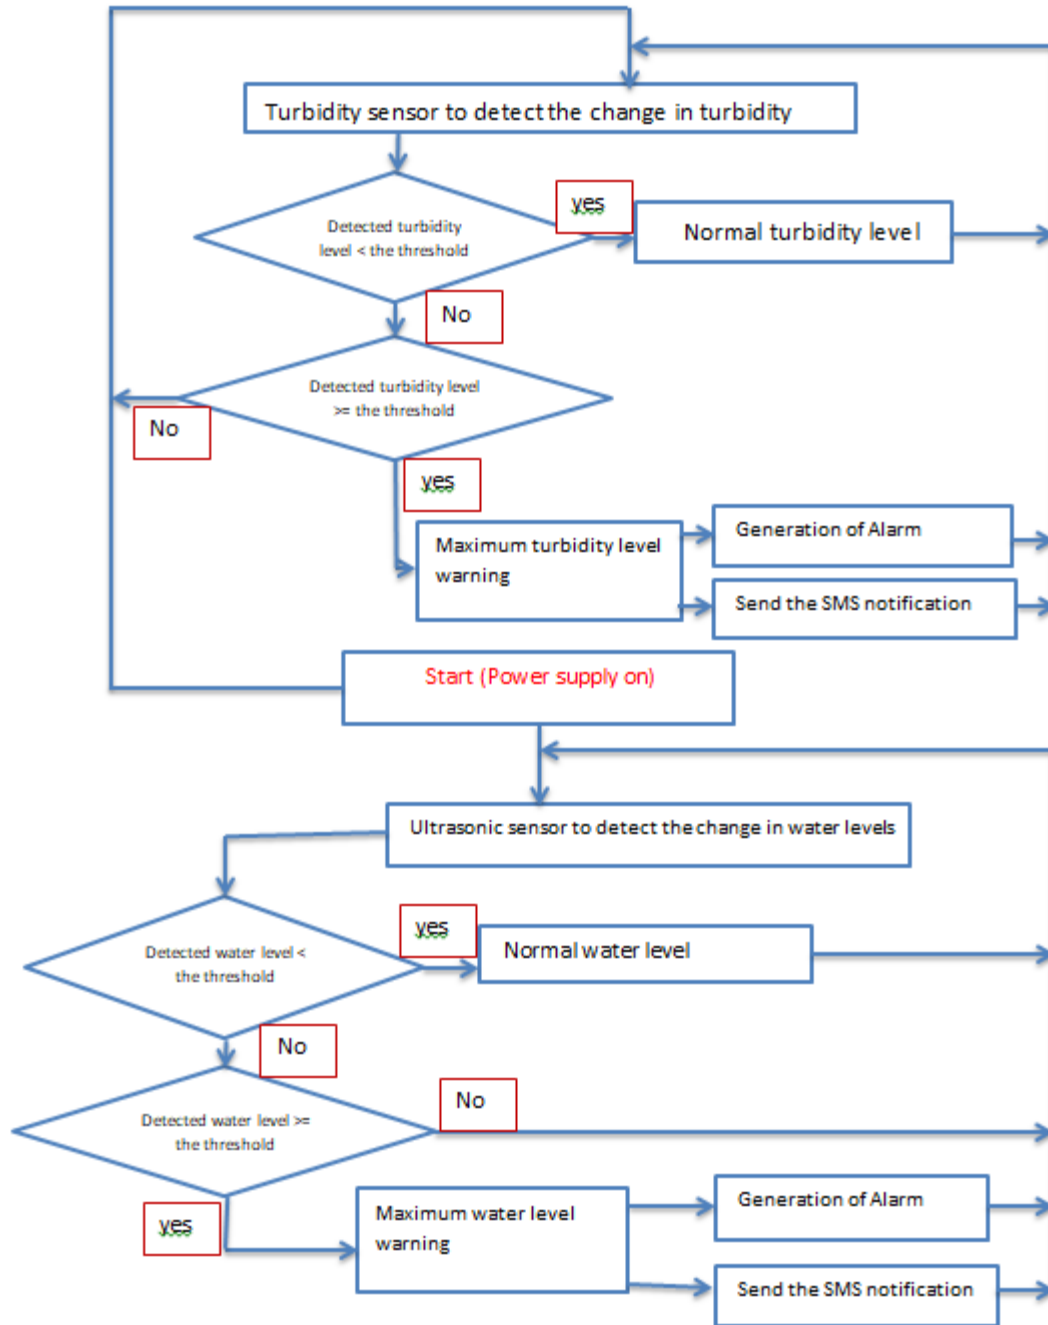 Turbidity sensor to detect the change in turbidity
Detected turbidity
level < the threshold
yes
Normal turbidity level
No
Detected turbidity level
>= the threshold
No
yes
Maximum turbidity level
warning
Generation of Alarm
Send the SMS notification
Start (Power supply on)
Ultrasonic sensor to detect the change in water levels
Detected water level <
the threshold
yes
Normal water level
No
Detected water level >=
the threshold
No
yes
Maximum water level
warning
Generation of Alarm
Send the SMS notification